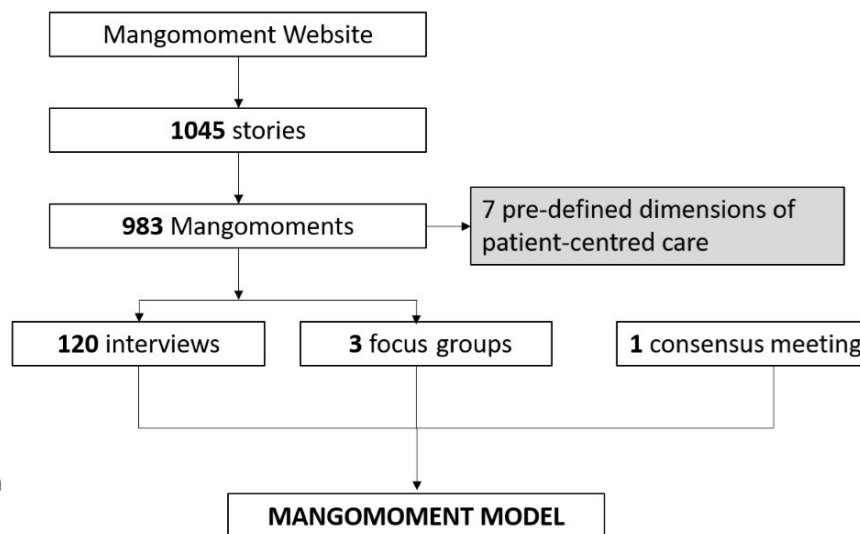 Mangomoment Website
1045 stories
983 Mangomoments
7 pre-defined dimensions of
patient-centred care
120 interviews
3 focus groups
1 consensus meeting
MANGOMOMENT MODEL